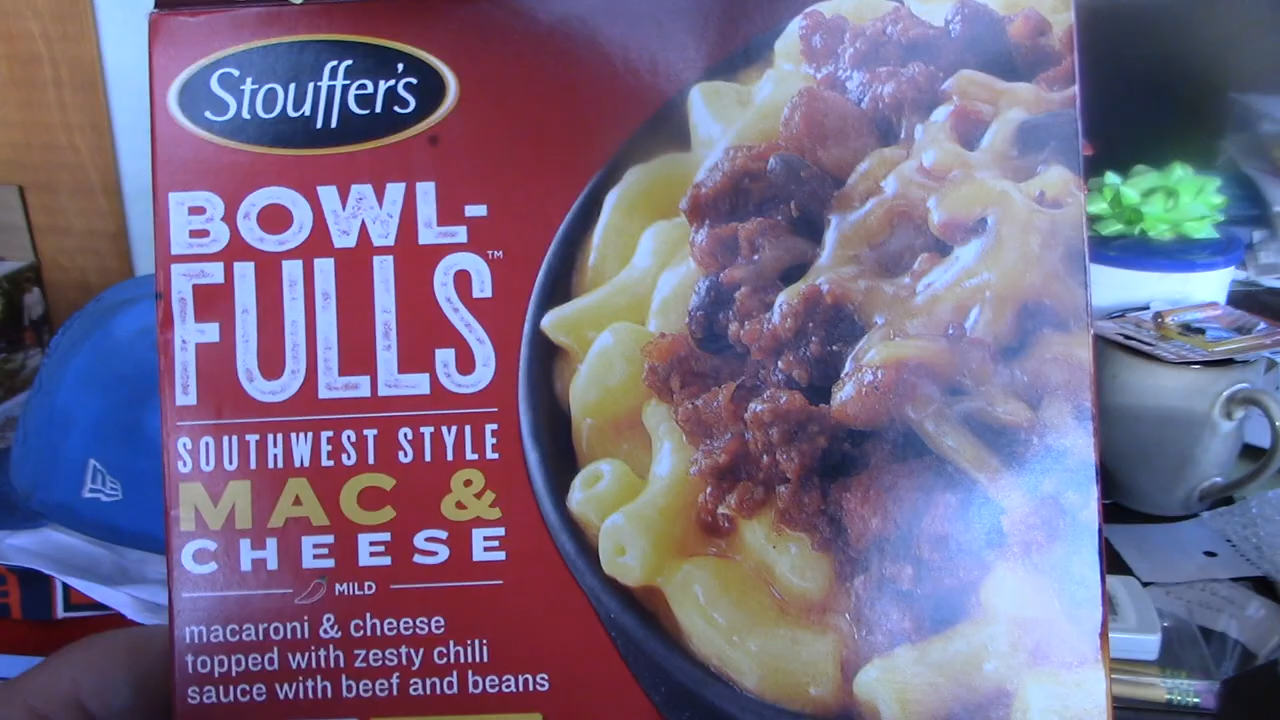 Stouffer's
BOWL-
FULLS™
SOUTHWEST STYLE
MAC &
CHEESE
MILD
macaroni & cheese
topped with zesty chili
sauce with beef and beans